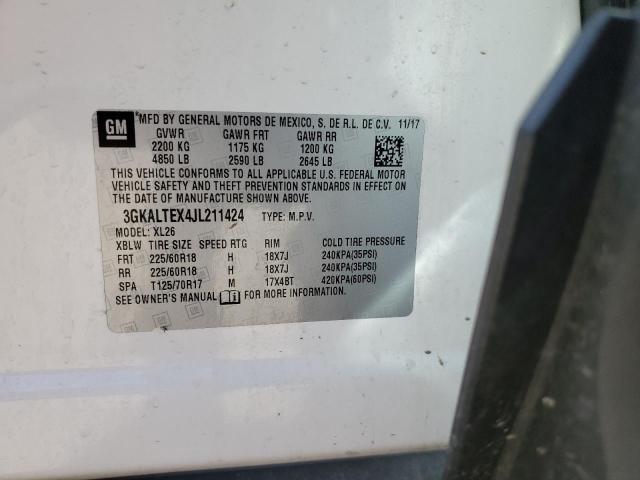 GM *MFD BY GENERAL MOTORS DE MEXICO, S. DE R.L. DE C.V. 11/17
GVWR GAWR FRT GAWR RR
2200 KG 1175 KG 1200 KG
4850 LB 2590 LB 2645 LB
THIS VEHICLE CONFORMS TO ALL APPLICABLE U.S. FEDERAL MOTOR
VEHICLE SAFETY AND THEFT PREVENTION STANDARDS IN EFFECT ON THE
DATE OF MANUFACTURE SHOWN ABOVE.
3GKALTEX4JL211424 TYPE: M.P.V.
MODEL: XL26
XBLW TIRE SIZE SPEED RTG RIM COLD TIRE PRESSURE
FRT 225/60R18 H 18X7J 240KPA(35PSI)
RR 225/60R18 H 18X7J 240KPA(35PSI)
SPA T125/70R17 M 17X4BT 420KPA(60PSI)
SEE OWNER'S MANUAL FOR MORE INFORMATION.